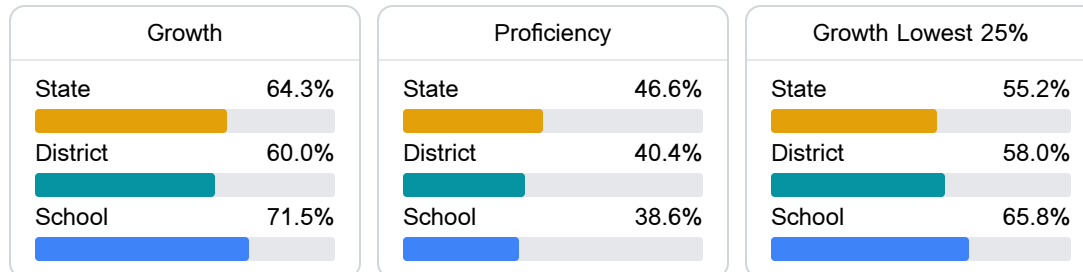 Growth
State 64.3%
District 60.0%
School 71.5%
Proficiency
State 46.6%
District 40.4%
School 38.6%
Growth Lowest 25%
State 55.2%
District 58.0%
School 65.8%